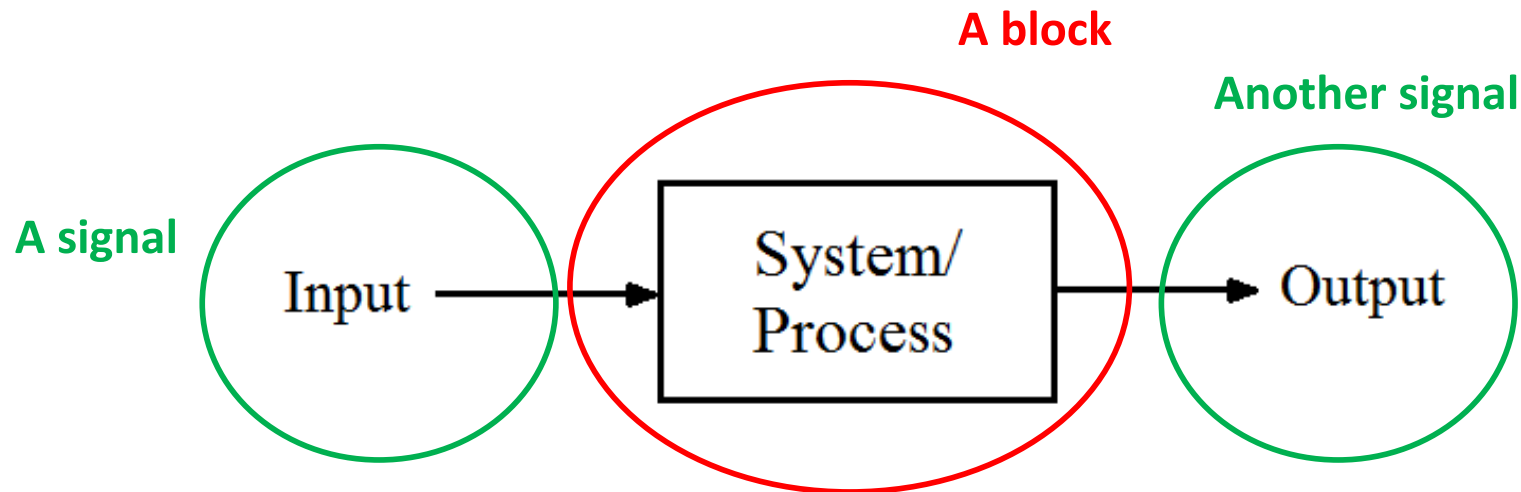 A block
Another signal
A signal
Input
System/
Process
Output